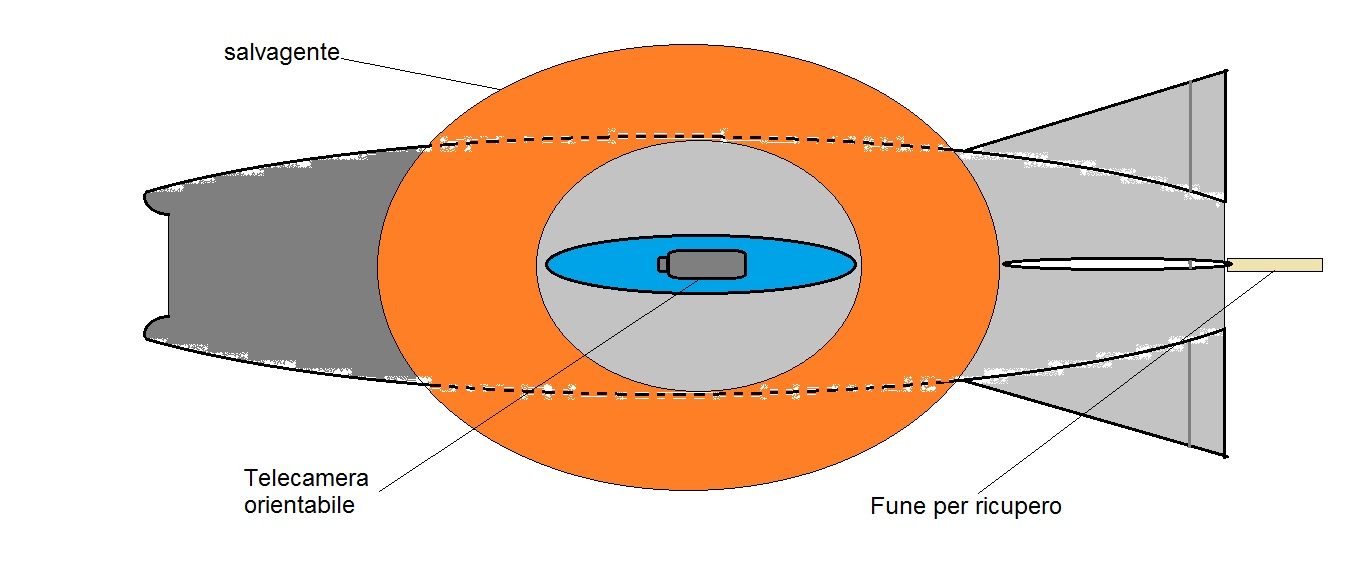 salvagente
Telecamera
orientabile
Fune per ricupero